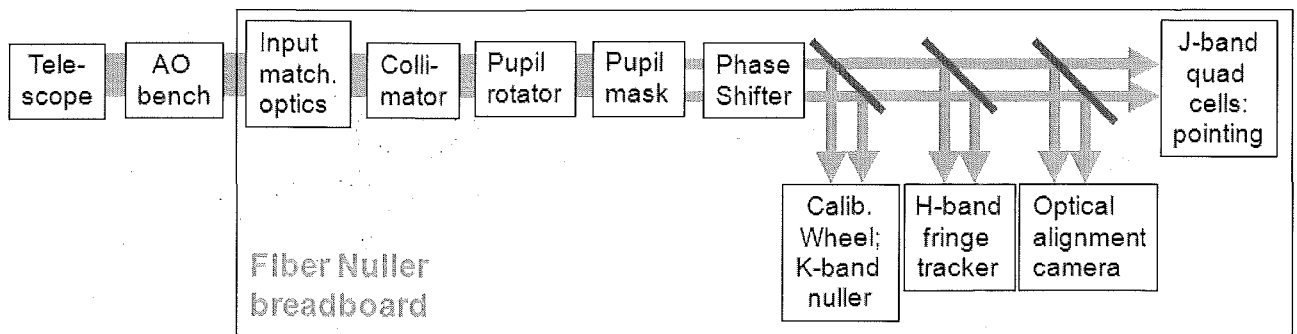 Tele-
scope
AO
bench
Input
match.
optics
Colli-
mator
Pupil
rotator
Pupil
mask
Phase
Shifter
J-band
quad
cells:
pointing
Calib.
Wheel;
K-band
nuller
H-band
fringe
tracker
Optical
alignment
camera
Fiber Nuller
breadboard